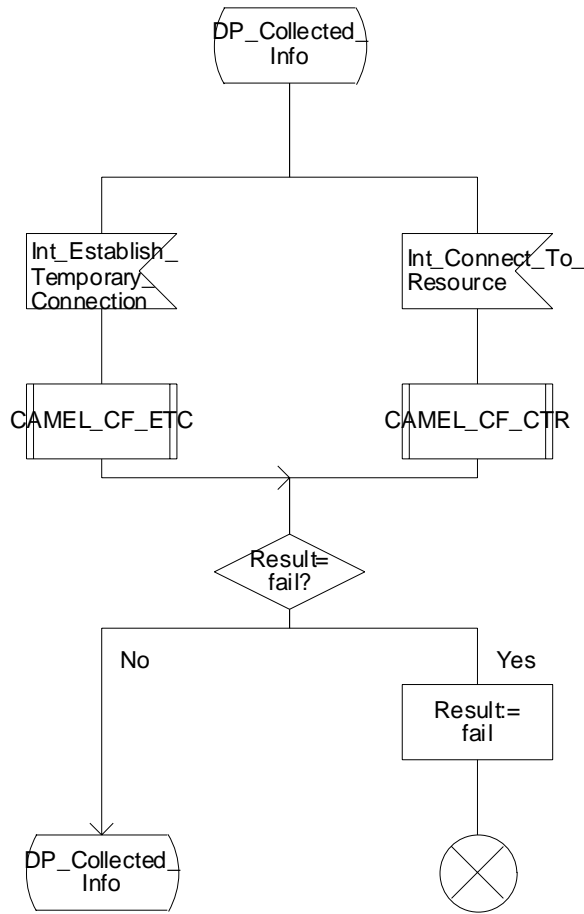 DP_Collected_
Info
Int_Establish_
Temporary_
Connection
Int_Connect_To_
Resource
CAMEL_CF_ETC
CAMEL_CF_CTR
Result=
fail?
No
Yes
Result:=
fail
DP_Collected_
Info